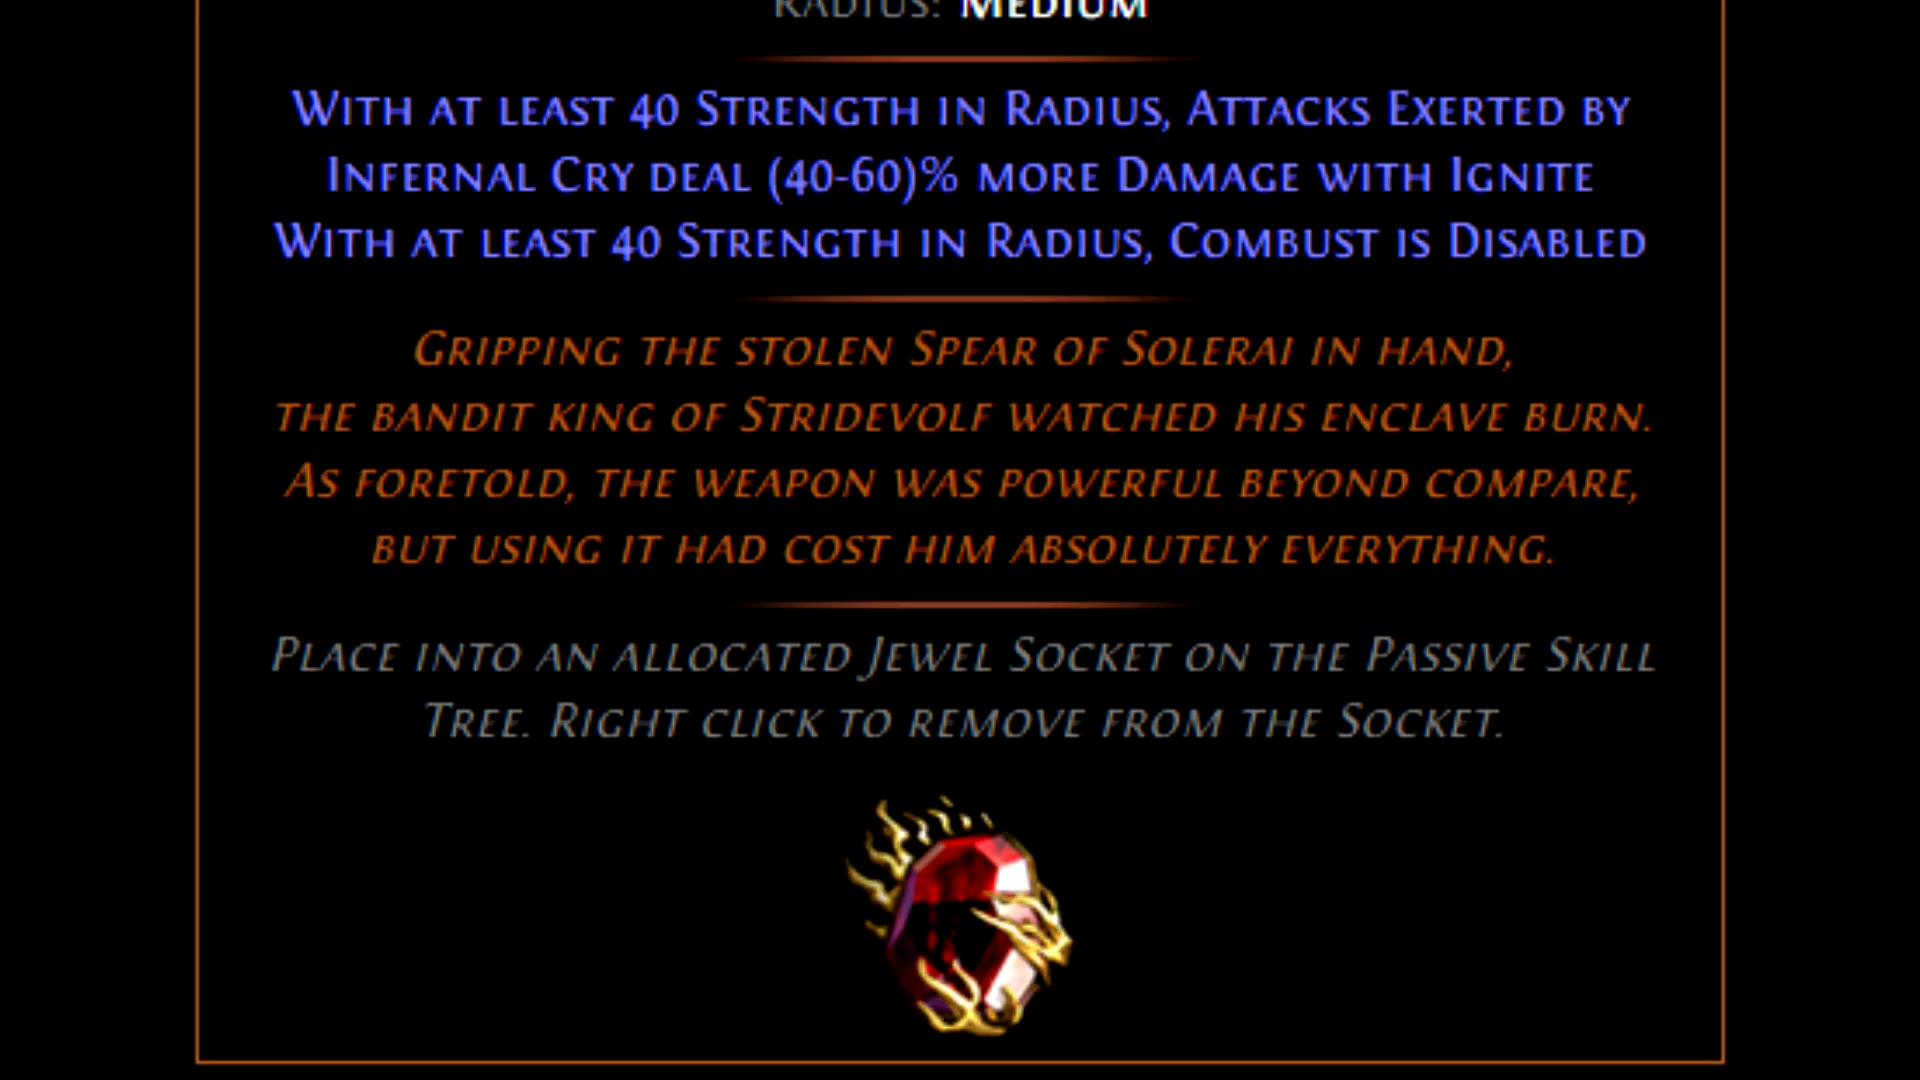 Radius: Medium
With at least 40 Strength in Radius, Attacks Exerted by
Infernal Cry deal (40-60)% more Damage with Ignite
With at least 40 Strength in Radius, Combust is Disabled
Gripping the stolen Spear of Solerai in hand,
the bandit king of Stridevolf watched his enclave burn.
As foretold, the weapon was powerful beyond compare,
but using it had cost him absolutely everything.
Place into an allocated Jewel Socket on the Passive Skill
Tree. Right click to remove from the Socket.